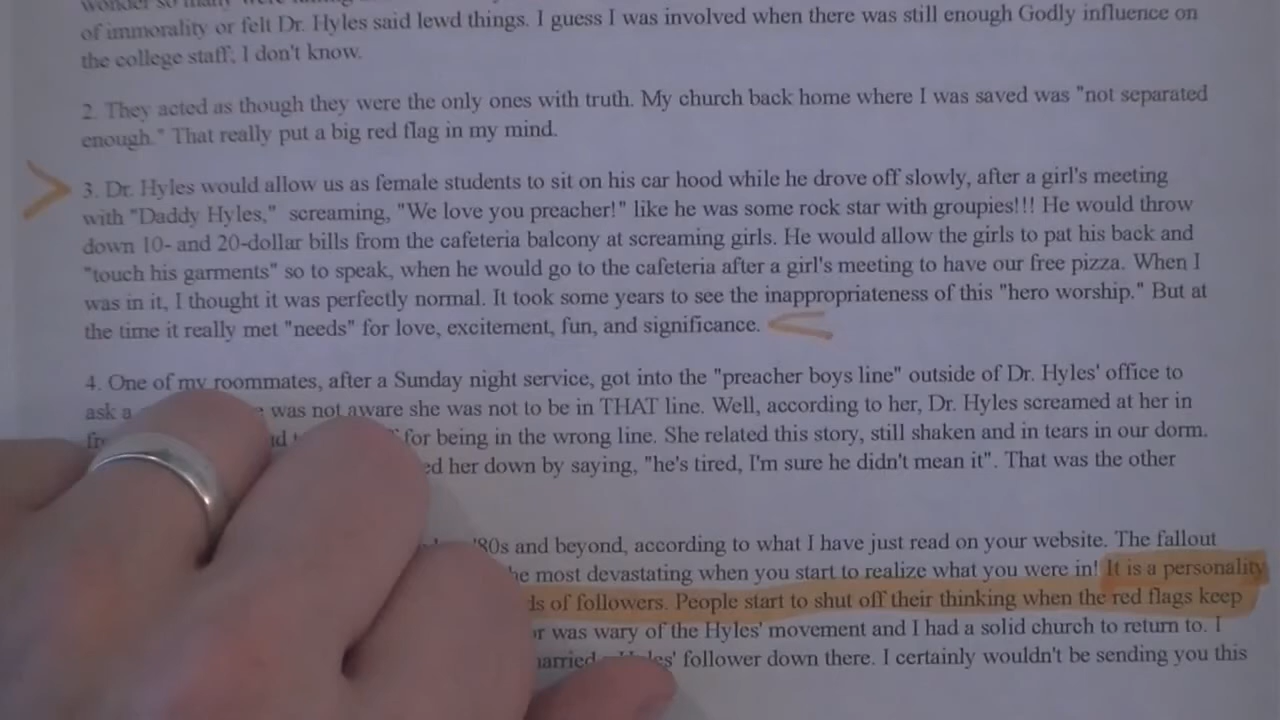 of immorality or felt Dr. Hyles said lewd things. I guess I was involved when there was still enough Godly influence on
the college staff; I don't know.
2. They acted as though they were the only ones with truth. My church back home where I was saved was "not separated
enough." That really put a big red flag in my mind.
3. Dr. Hyles would allow us as female students to sit on his car hood while he drove off slowly, after a girl's meeting
with "Daddy Hyles," screaming, "We love you preacher!" like he was some rock star with groupies!!! He would throw
down 10- and 20-dollar bills from the cafeteria balcony at screaming girls. He would allow the girls to pat his back and
"touch his garments" so to speak, when he would go to the cafeteria after a girl's meeting to have our free pizza. When I
was in it, I thought it was perfectly normal. It took some years to see the inappropriateness of this "hero worship." But at
the time it really met "needs" for love, excitement, fun, and significance.
4. One of my roommates, after a Sunday night service, got into the "preacher boys line" outside of Dr. Hyles' office to
ask a was not aware she was not to be in THAT line. Well, according to her, Dr. Hyles screamed at her in
for being in the wrong line. She related this story, still shaken and in tears in our dorm.
her down by saying, "he's tired, I'm sure he didn't mean it". That was the other
'80s and beyond, according to what I have just read on your website. The fallout
most devastating when you start to realize what you were in! It is a personality
of followers. People start to shut off their thinking when the red flags keep
was wary of the Hyles' movement and I had a solid church to return to. I
follower down there. I certainly wouldn't be sending you this